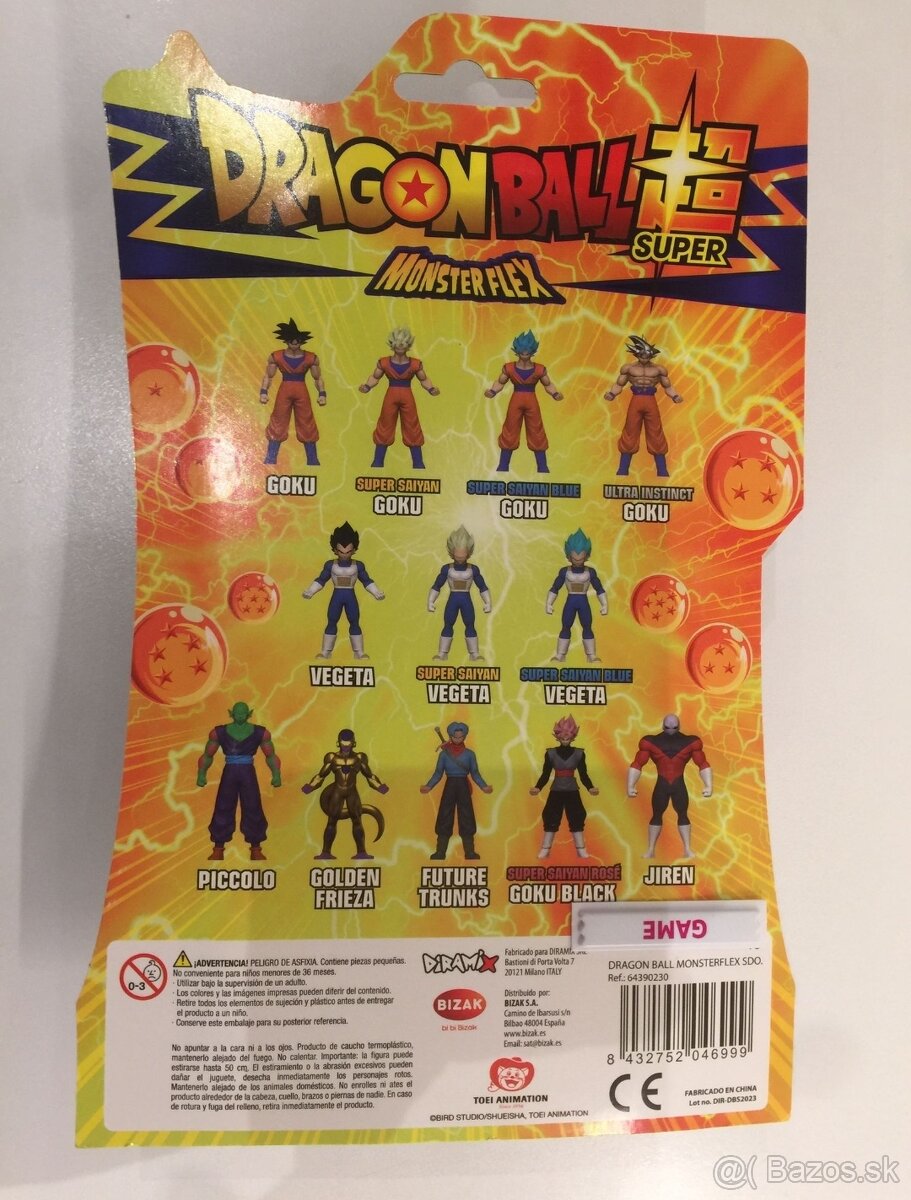 DRAGON BALL
SUPER
MONSTERFLEX
GOKU
SUPER SAIYAN
GOKU
SUPER SAIYAN BLUE
GOKU
ULTRA INSTINCT
GOKU
VEGETA
SUPER SAIYAN
VEGETA
SUPER SAIYAN BLUE
VEGETA
PICCOLO
GOLDEN
FRIEZA
FUTURE
TRUNKS
SUPER SAIYAN ROSÉ
GOKU BLACK
JIREN
GAME
0-3
¡ADVERTENCIA! PELIGRO DE ASFIXIA. Contiene piezas pequeñas.
No conveniente para niños menores de 36 meses.
· Utilizar bajo la supervisión de un adulto.
· Los colores y las imágenes impresas pueden diferir del contenido.
· Retire todos los elementos de sujeción y plástico antes de entregar
el producto a un niño.
· Conserve este embalaje para su posterior referencia.
No apuntar a la cara ni a los ojos. Producto de caucho termoplástico,
mantenerlo alejado del fuego. No calentar. Importante: la figura puede
estirarse hasta 50 cm. El estiramiento o la abrasión excesivos pueden
dañar el juguete, desecha inmediatamente los personajes rotos.
Mantenerlo alejado de los animales domésticos. No enrolles ni ates el
producto alrededor de la cabeza, cuello, brazos o piernas de nadie. En caso
de rotura y fuga del relleno, retira inmediatamente el producto.
DIRAMIX
Fabricado para DIRAMIX SRL
Bastioni di Porta Volta 7
20121 Milano ITALY
BIZAK
bi bi Bizak
Distribuido por:
BIZAK S.A.
Camino de Ibarsusi s/n
Bilbao 48004 España
www.bizak.es
Email: sat@bizak.es
TOEI ANIMATION
Since 1956
©BIRD STUDIO/SHUEISHA, TOEI ANIMATION
DRAGON BALL MONSTERFLEX SDO.
Ref.: 64390230
8 432752 046999
CE
FABRICADO EN CHINA
Lot no. DIR-DBS2023
@( Bazos.sk